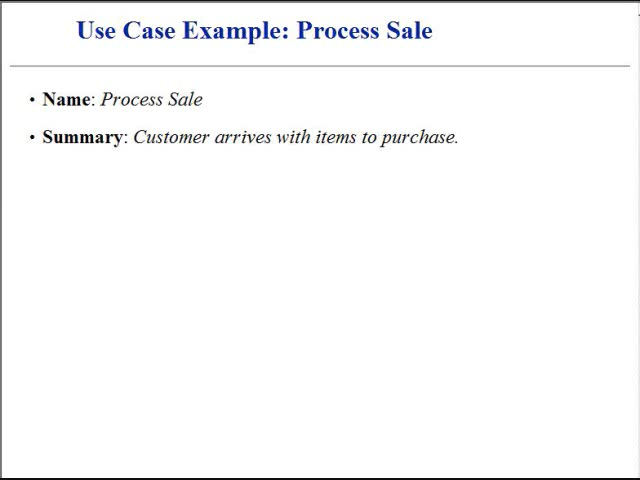 Use Case Example: Process Sale
• Name: Process Sale
• Summary: Customer arrives with items to purchase.